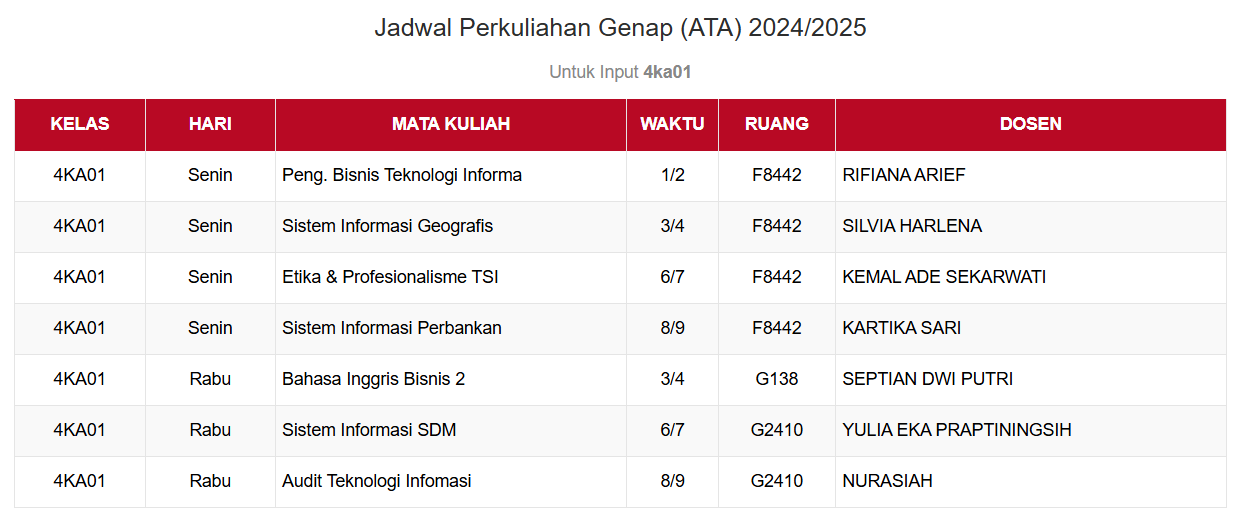 Jadwal Perkuliahan Genap (ATA) 2024/2025
Untuk Input 4ka01
KELAS HARI MATA KULIAH WAKTU RUANG DOSEN
4KA01 Senin Peng. Bisnis Teknologi Informa 1/2 F8442 RIFIANA ARIEF
4KA01 Senin Sistem Informasi Geografis 3/4 F8442 SILVIA HARLENA
4KA01 Senin Etika & Profesionalisme TSI 6/7 F8442 KEMAL ADE SEKARWATI
4KA01 Senin Sistem Informasi Perbankan 8/9 F8442 KARTIKA SARI
4KA01 Rabu Bahasa Inggris Bisnis 2 3/4 G138 SEPTIAN DWI PUTRI
4KA01 Rabu Sistem Informasi SDM 6/7 G2410 YULIA EKA PRAPTININGSIH
4KA01 Rabu Audit Teknologi Infomasi 8/9 G2410 NURASIAH